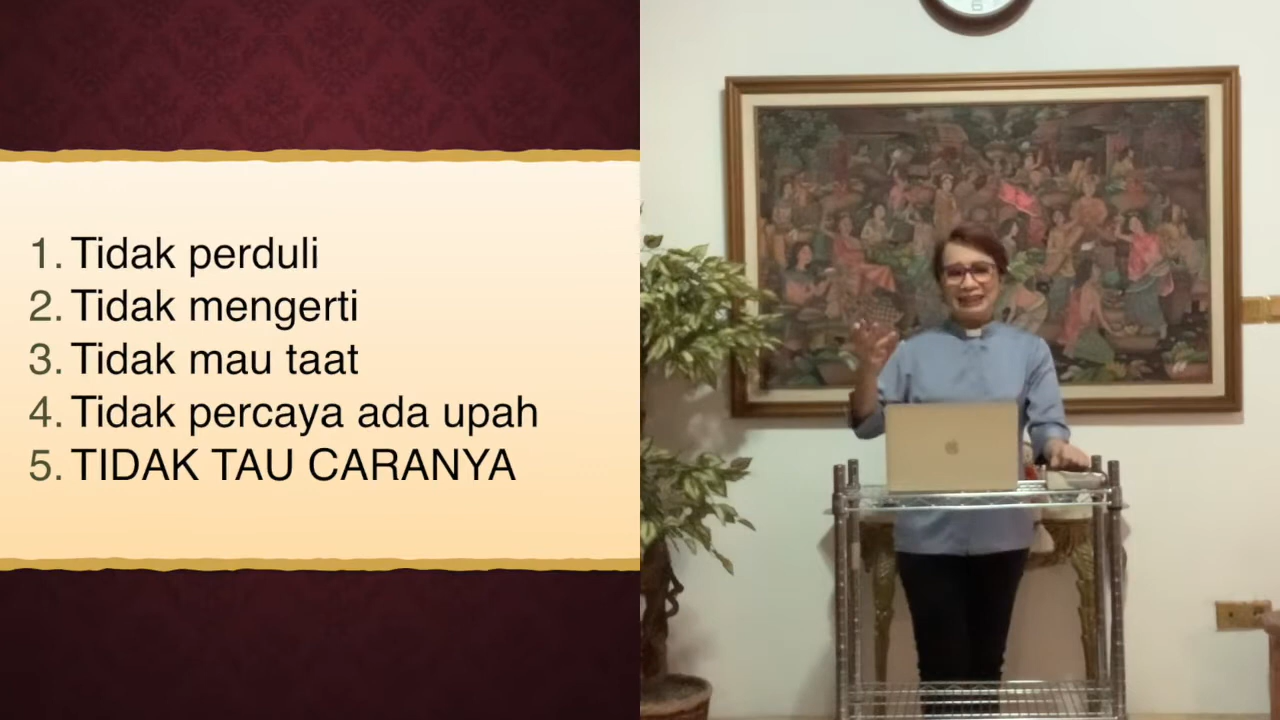 1. Tidak perduli
2. Tidak mengerti
3. Tidak mau taat
4. Tidak percaya ada upah
5. TIDAK TAU CARANYA